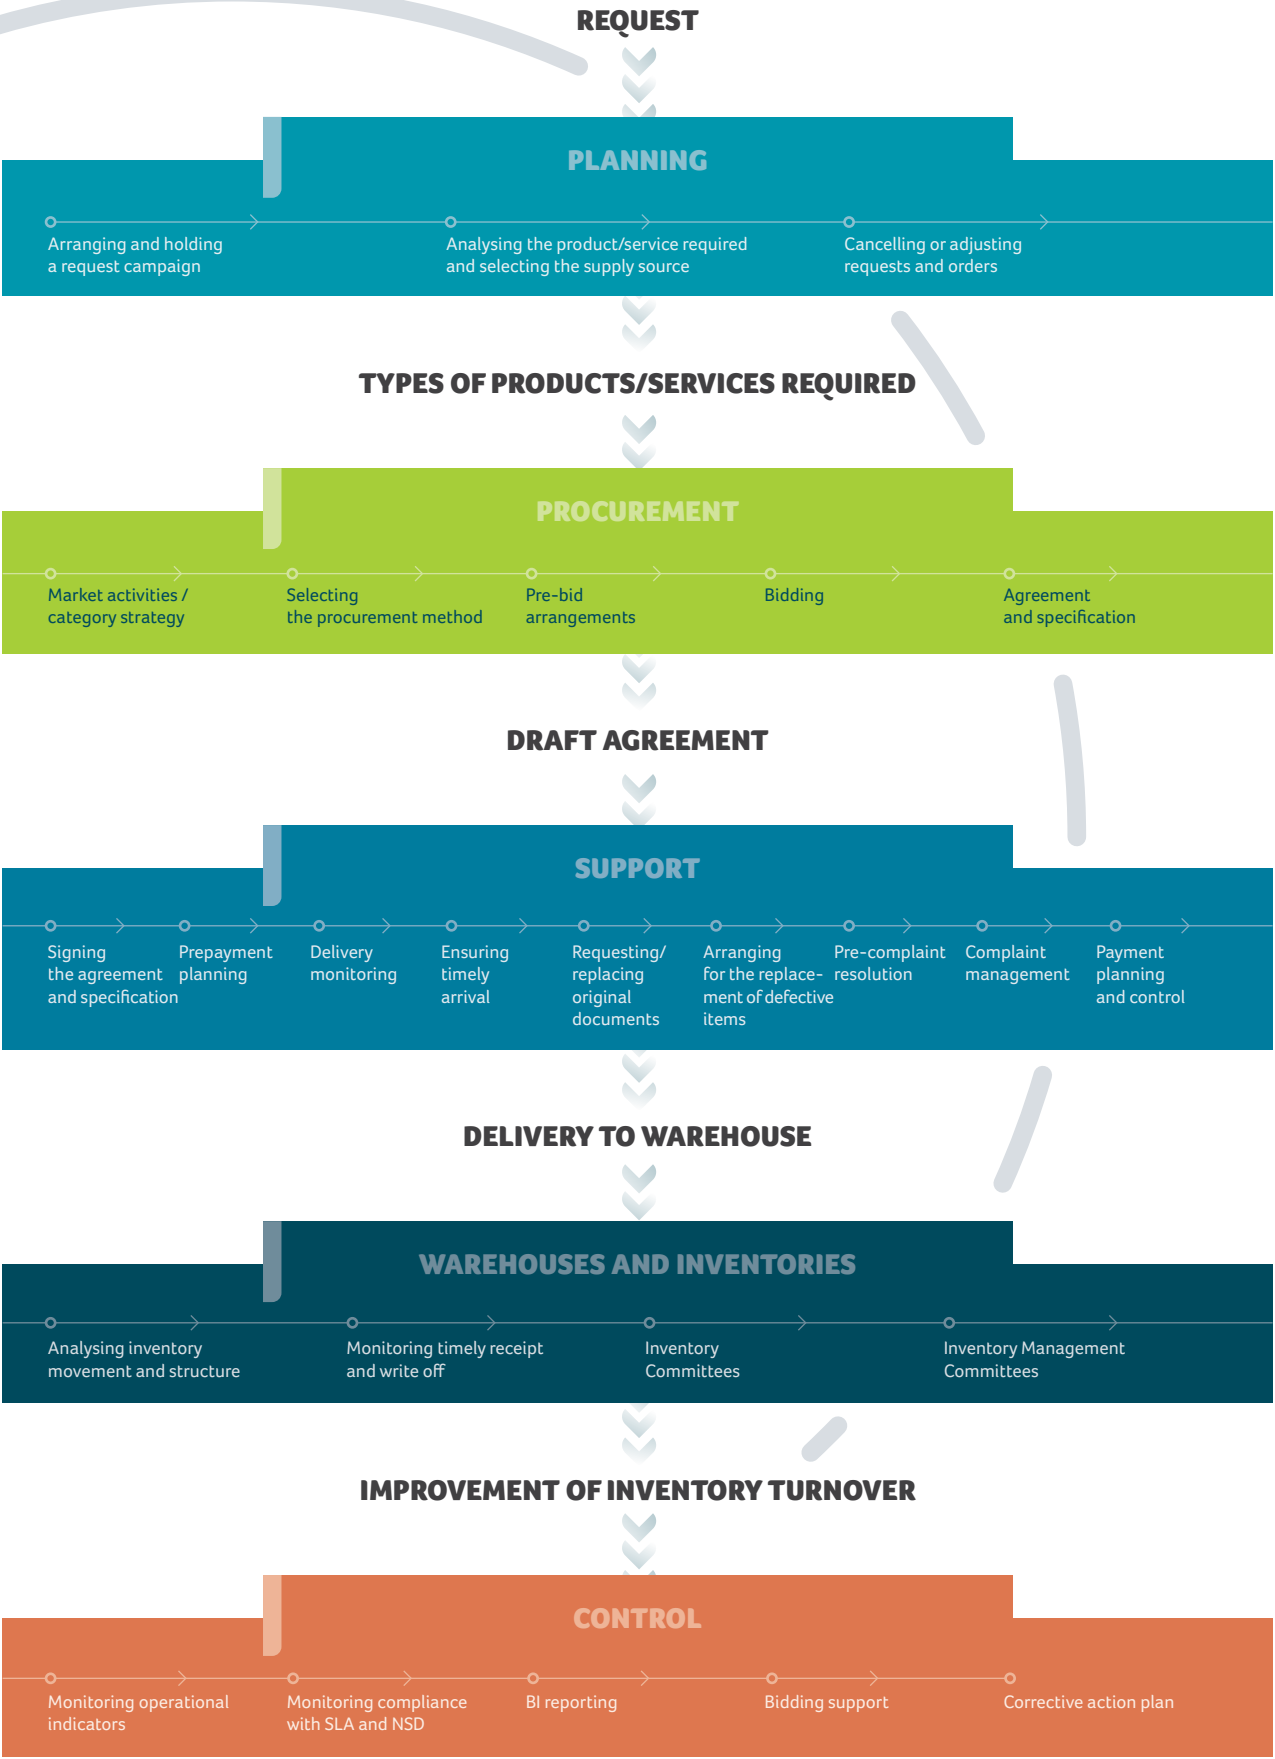 REQUEST
PLANNING
Arranging and holding
a request campaign
Analysing the product/service required
and selecting the supply source
Cancelling or adjusting
requests and orders
TYPES OF PRODUCTS/SERVICES REQUIRED
PROCUREMENT
Market activities /
category strategy
Selecting
the procurement method
Pre-bid
arrangements
Bidding
Agreement
and specification
DRAFT AGREEMENT
SUPPORT
Signing
the agreement
and specification
Prepayment
planning
Delivery
monitoring
Ensuring
timely
arrival
Requesting/
replacing
original
documents
Arranging
for the replace-
ment of defective
items
Pre-complaint
resolution
Complaint
management
Payment
planning
and control
DELIVERY TO WAREHOUSE
WAREHOUSES AND INVENTORIES
Analysing inventory
movement and structure
Monitoring timely receipt
and write off
Inventory
Committees
Inventory Management
Committees
IMPROVEMENT OF INVENTORY TURNOVER
CONTROL
Monitoring operational
indicators
Monitoring compliance
with SLA and NSD
BI reporting
Bidding support
Corrective action plan